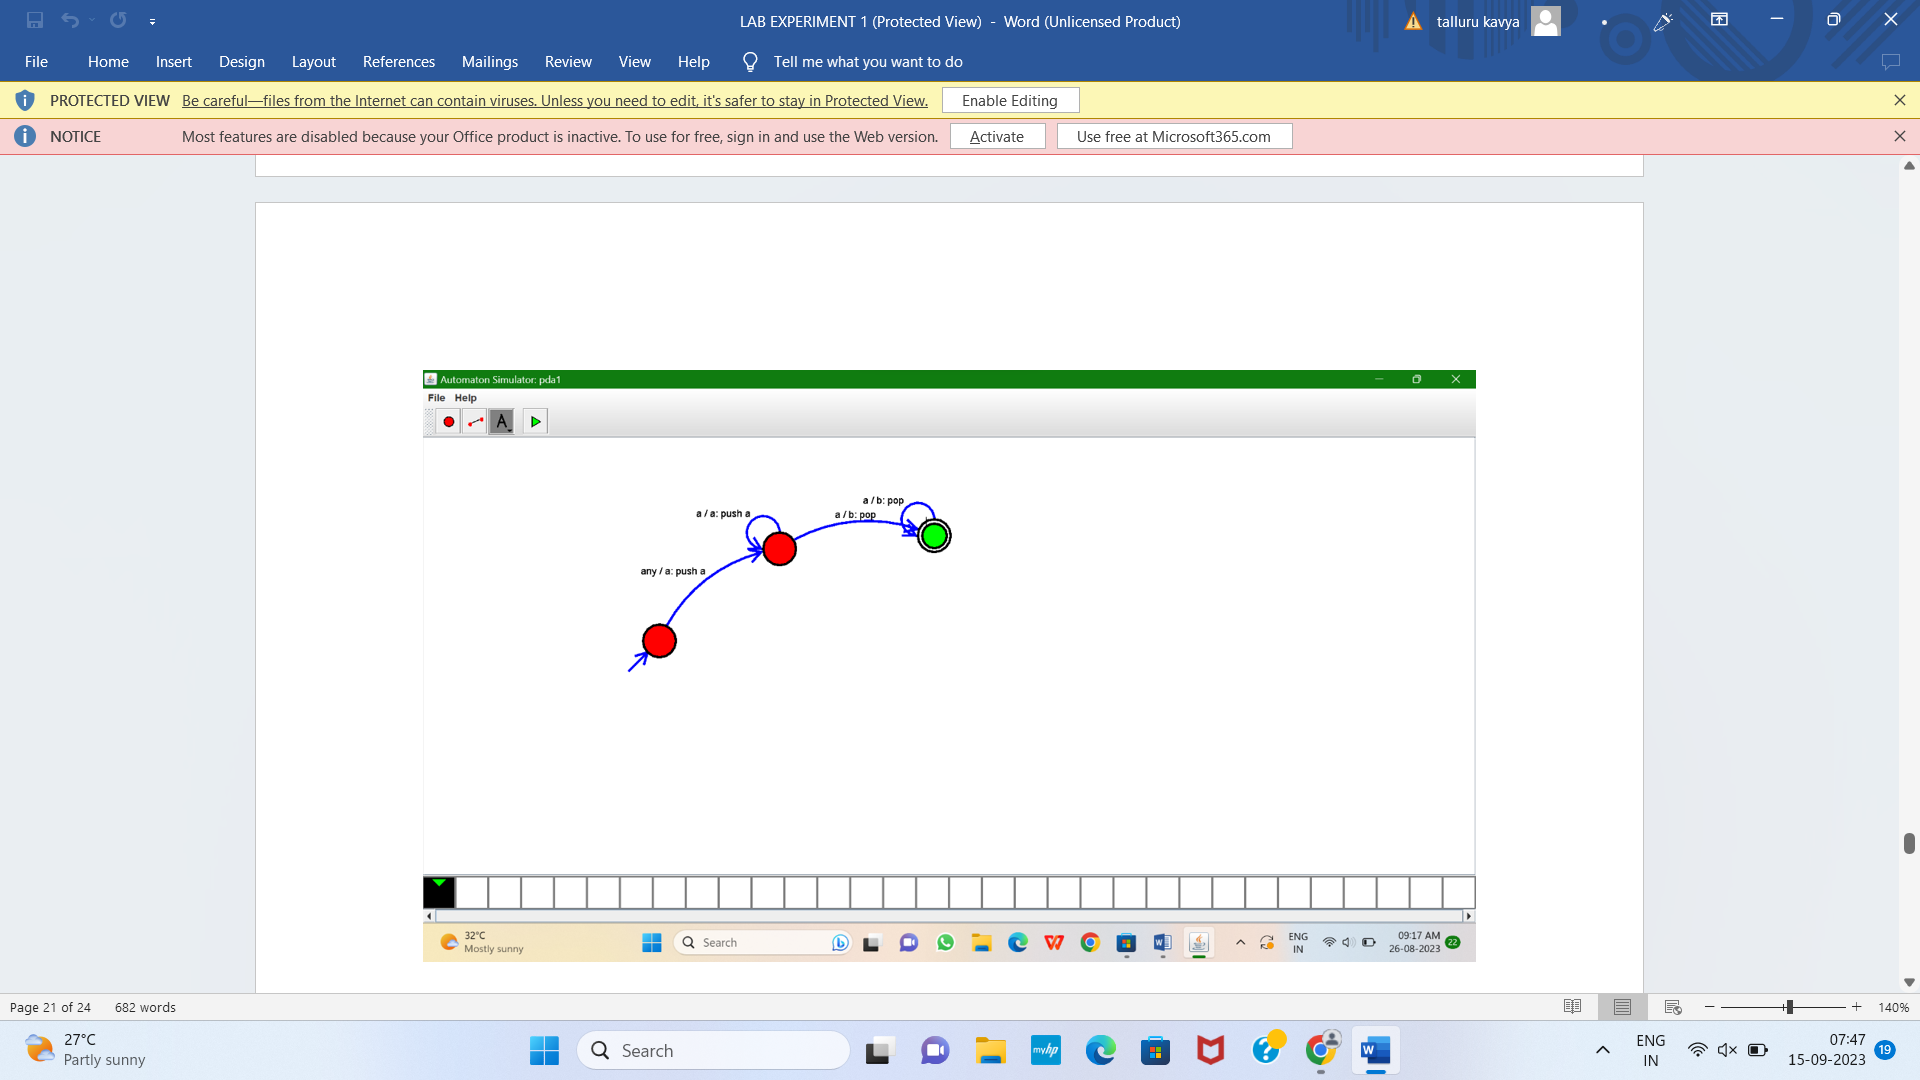 LAB EXPERIMENT 1 (Protected View) - Word (Unlicensed Product)
talluru kavya
File Home Insert Design Layout References Mailings Review View Help Tell me what you want to do
PROTECTED VIEW Be careful—files from the Internet can contain viruses. Unless you need to edit, it's safer to stay in Protected View. Enable Editing
NOTICE Most features are disabled because your Office product is inactive. To use for free, sign in and use the Web version. Activate Use free at Microsoft365.com
Automaton Simulator: pda1
File Help
A
a / b: pop
a / a: push a
a / b: pop
any / a: push a
32°C
Mostly sunny
Search
ENG
IN
09:17 AM
26-08-2023
22
Page 21 of 24 682 words
140%
27°C
Partly sunny
Search
myhp
ENG
IN
07:47
15-09-2023
19